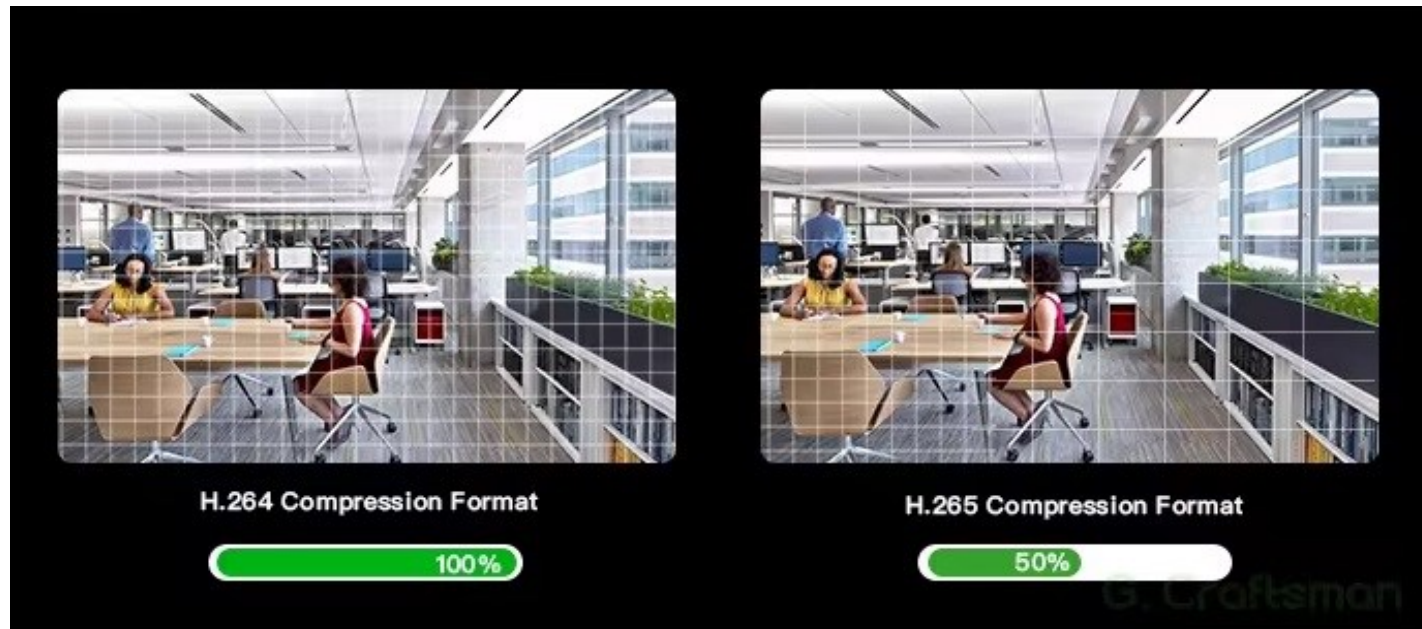 H.264 Compression Format
H.265 Compression Format
100%
50%
G. Craftsman